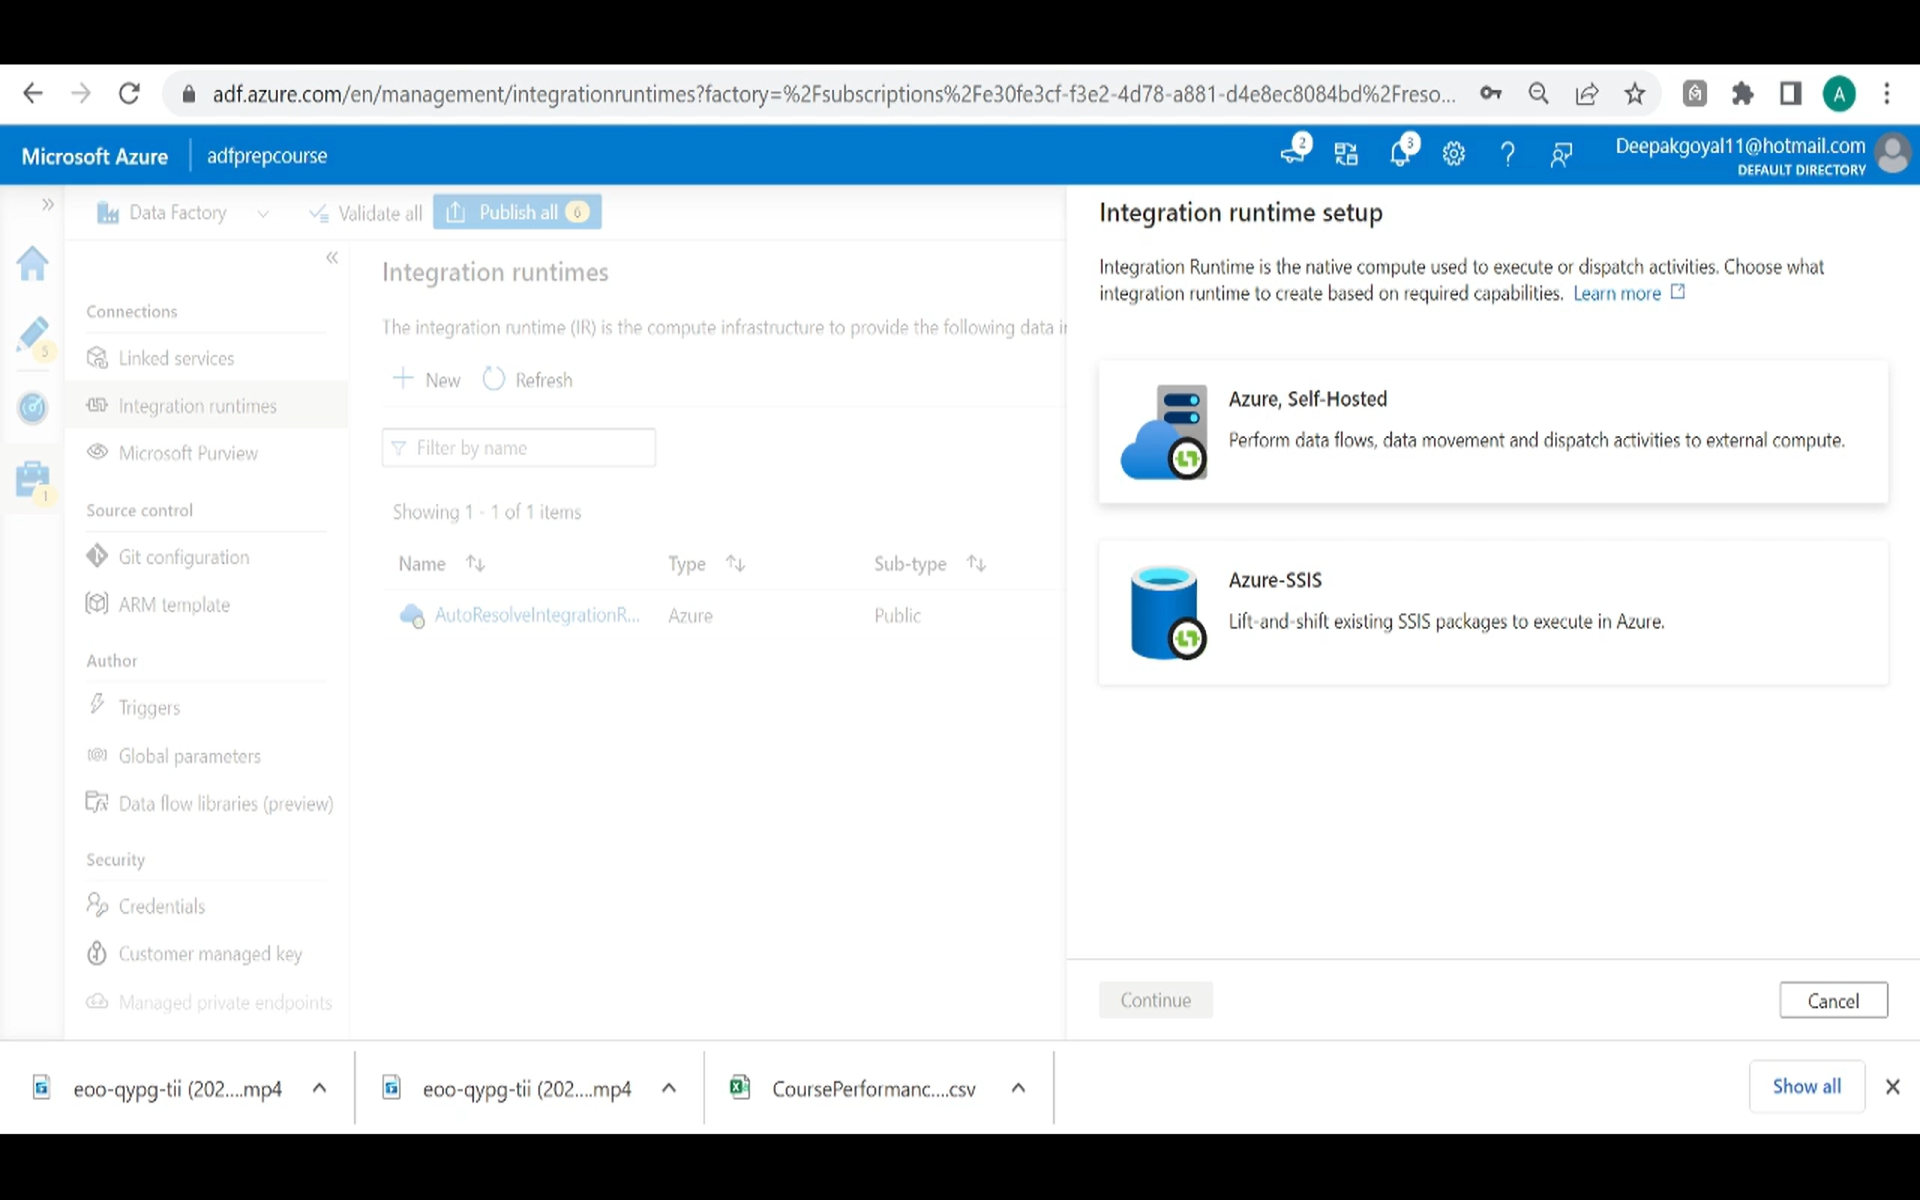 adf.azure.com/en/management/integrationruntimes?factory=%2Fsubscriptions%2Fe30fe3cf-f3e2-4d78-a881-d4e8ec8084bd%2Freso...
A
Microsoft Azure
adfprepcourse
2
3
Deepakgoyal11@hotmail.com
DEFAULT DIRECTORY
Data Factory
Validate all
Publish all 6
5
1
Connections
Linked services
Integration runtimes
Microsoft Purview
Source control
Git configuration
ARM template
Author
Triggers
Global parameters
Data flow libraries (preview)
Security
Credentials
Customer managed key
Managed private endpoints
Integration runtimes
The integration runtime (IR) is the compute infrastructure to provide the following data i
New
Refresh
Filter by name
Showing 1 - 1 of 1 items
Name Type Sub-type
AutoResolveIntegrationR... Azure Public
Integration runtime setup
Integration Runtime is the native compute used to execute or dispatch activities. Choose what
integration runtime to create based on required capabilities. Learn more
Azure, Self-Hosted
Perform data flows, data movement and dispatch activities to external compute.
Azure-SSIS
Lift-and-shift existing SSIS packages to execute in Azure.
Continue
Cancel
eoo-qypg-tii (202....mp4
eoo-qypg-tii (202....mp4
CoursePerformanc....csv
Show all